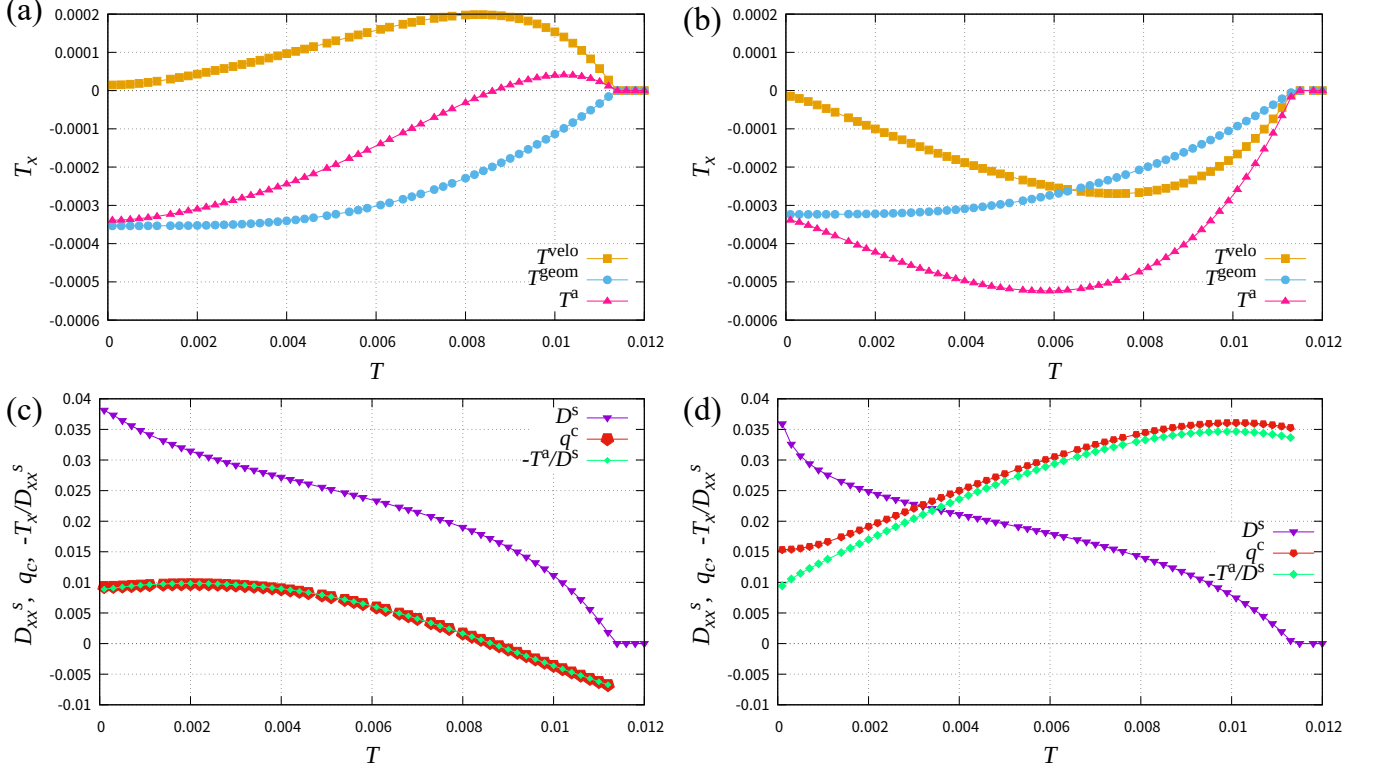 (a)
0.0002
0.0001
0
-0.0001
-0.0002
-0.0003
-0.0004
-0.0005
-0.0006
T_x
T^velo
T^geom
T^a
0 0.002 0.004 0.006 0.008 0.01 0.012
T
(b)
0.0002
0.0001
0
-0.0001
-0.0002
-0.0003
-0.0004
-0.0005
-0.0006
T_x
T^velo
T^geom
T^a
0 0.002 0.004 0.006 0.008 0.01 0.012
T
(c)
0.04
0.035
0.03
0.025
0.02
0.015
0.01
0.005
0
-0.005
-0.01
D_xx^s, q_c, -T_x/D_xx^s
D^s
q^c
-T^a/D^s
0 0.002 0.004 0.006 0.008 0.01 0.012
T
(d)
0.04
0.035
0.03
0.025
0.02
0.015
0.01
0.005
0
-0.005
-0.01
D_xx^s, q_c, -T_x/D_xx^s
D^s
q^c
-T^a/D^s
0 0.002 0.004 0.006 0.008 0.01 0.012
T